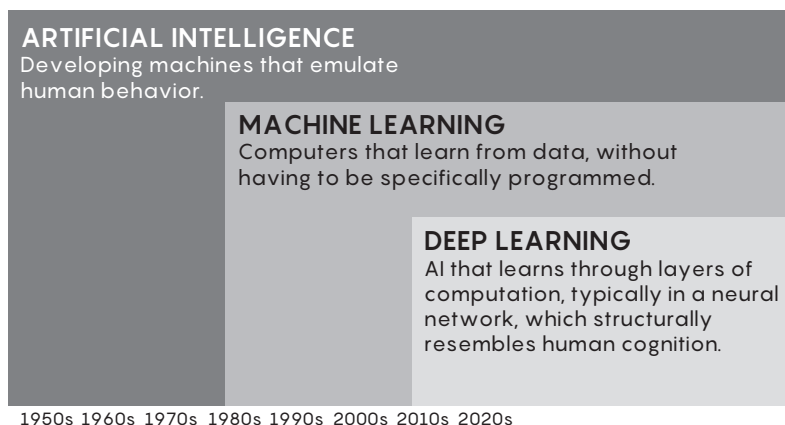 ARTIFICIAL INTELLIGENCE
Developing machines that emulate
human behavior.
MACHINE LEARNING
Computers that learn from data, without
having to be specifically programmed.
DEEP LEARNING
AI that learns through layers of
computation, typically in a neural
network, which structurally
resembles human cognition.
1950s 1960s 1970s 1980s 1990s 2000s 2010s 2020s